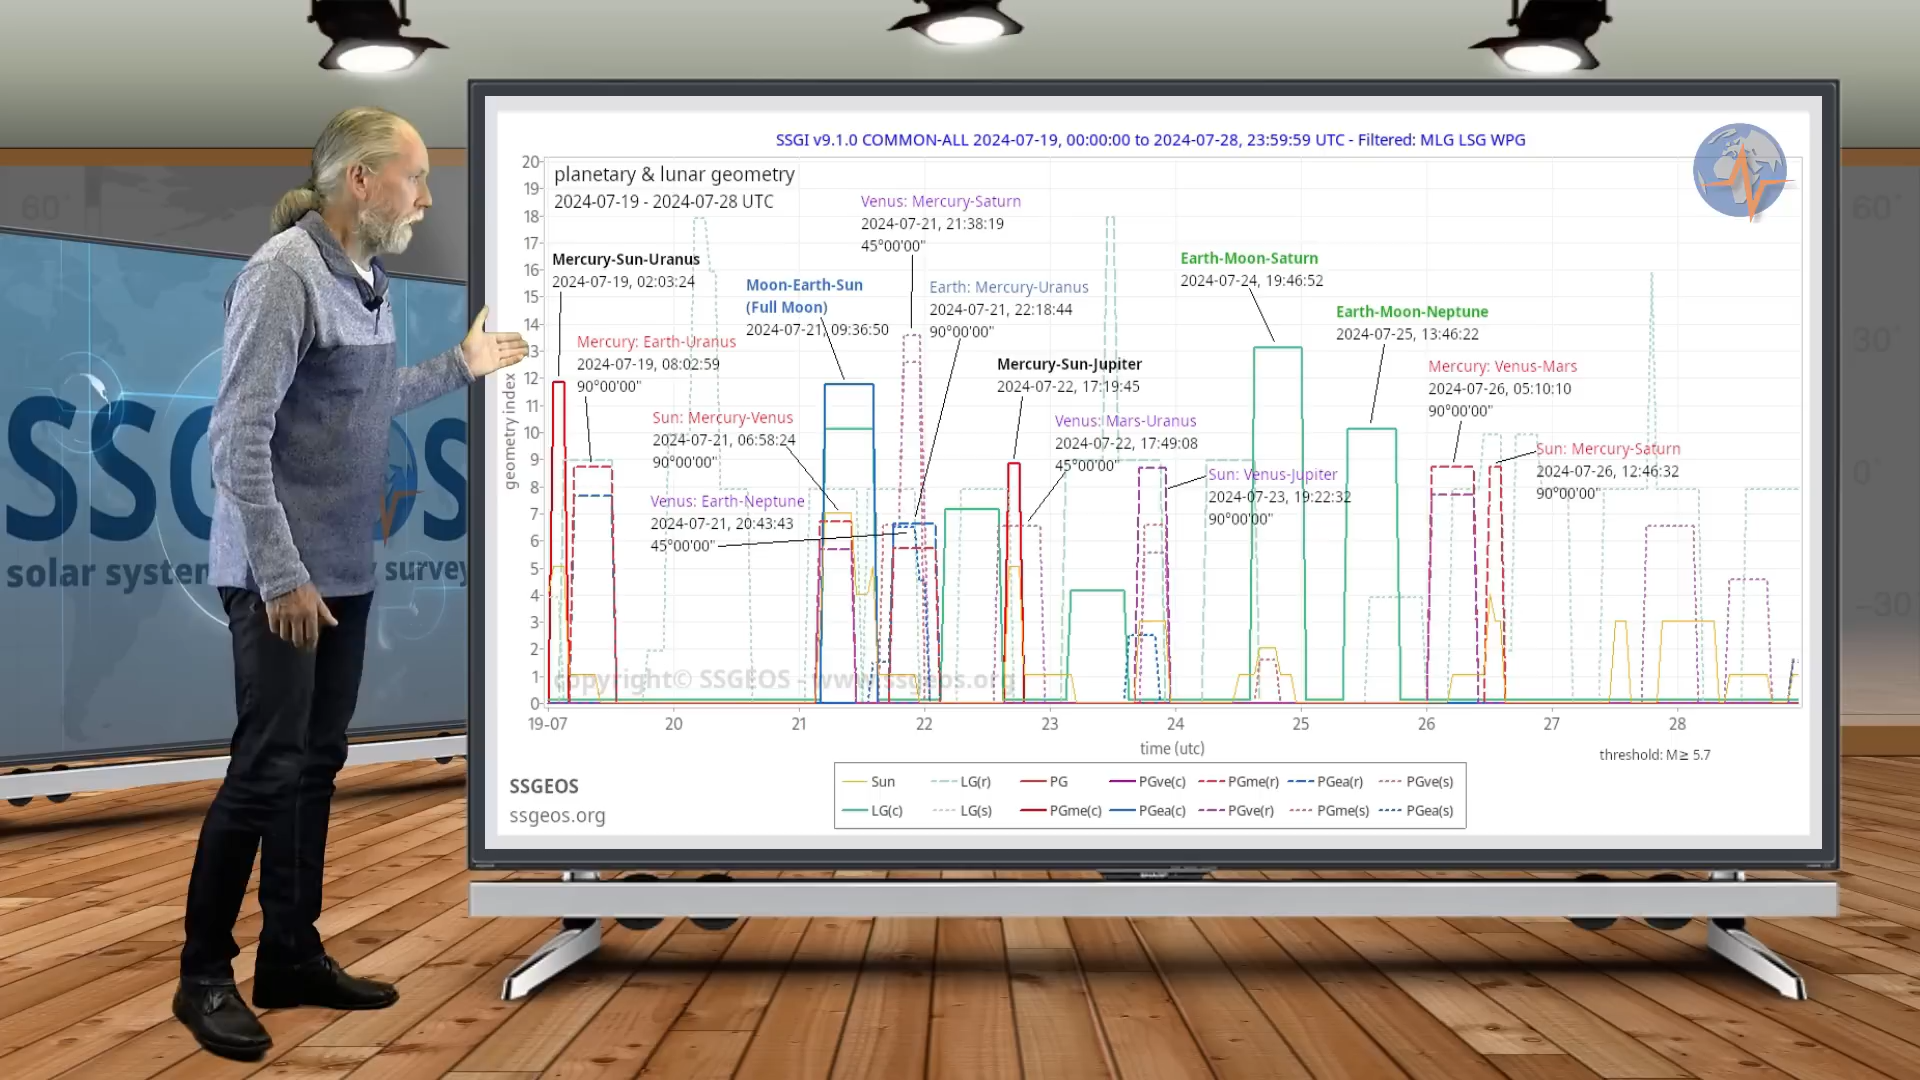 SSGI v9.1.0 COMMON-ALL 2024-07-19, 00:00:00 to 2024-07-28, 23:59:59 UTC - Filtered: MLG LSG WPG
planetary & lunar geometry
2024-07-19 - 2024-07-28 UTC
Venus: Mercury-Saturn
2024-07-21, 21:38:19
45°00'00"
Mercury-Sun-Uranus
2024-07-19, 02:03:24
Moon-Earth-Sun
(Full Moon)
2024-07-21, 09:36:50
Earth: Mercury-Uranus
2024-07-21, 22:18:44
90°00'00"
Earth-Moon-Saturn
2024-07-24, 19:46:52
Earth-Moon-Neptune
2024-07-25, 13:46:22
Mercury: Earth-Uranus
2024-07-19, 08:02:59
90°00'00"
Mercury-Sun-Jupiter
2024-07-22, 17:19:45
Mercury: Venus-Mars
2024-07-26, 05:10:10
90°00'00"
Sun: Mercury-Venus
2024-07-21, 06:58:24
90°00'00"
Venus: Mars-Uranus
2024-07-22, 17:49:08
45°00'00"
Sun: Mercury-Saturn
2024-07-26, 12:46:32
90°00'00"
Sun: Venus-Jupiter
2024-07-23, 19:22:32
90°00'00"
Venus: Earth-Neptune
2024-07-21, 20:43:43
45°00'00"
geometry index
20
19
18
17
16
15
14
13
12
11
10
9
8
7
6
5
4
3
2
1
0
copyright© SSGEOS - www.ssgeos.org
19-07 20 21 22 23 24 25 26 27 28
time (utc)
threshold: M≥ 5.7
SSGEOS
ssgeos.org
Sun LG(r) PG PGve(c) PGme(r) PGea(r) PGve(s)
LG(c) LG(s) PGme(c) PGea(c) PGve(r) PGme(s) PGea(s)
SSGEOS
solar system
survey
60°
60°
30°
0°
-30°